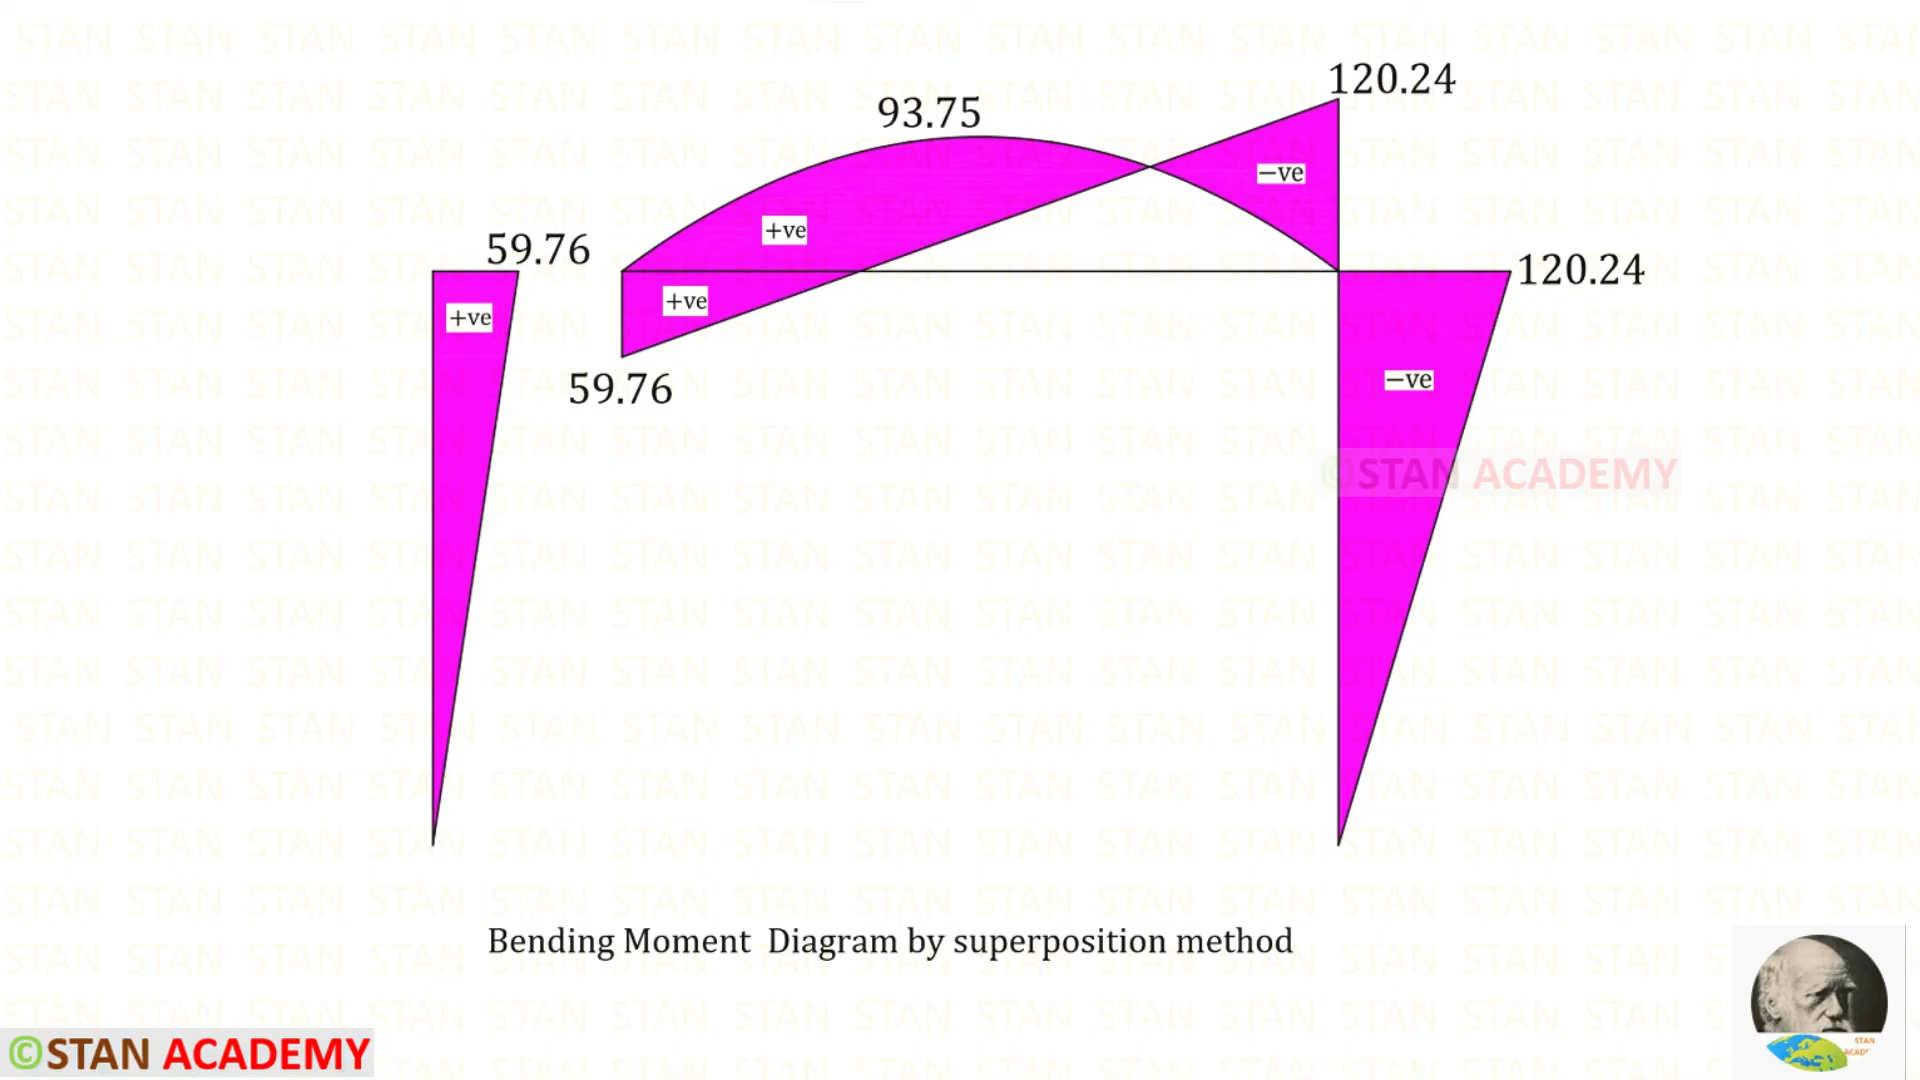 120.24
93.75
−ve
+ve
59.76
120.24
+ve
+ve
59.76
−ve
©STAN ACADEMY
Bending Moment Diagram by superposition method
©STAN ACADEMY
STAN